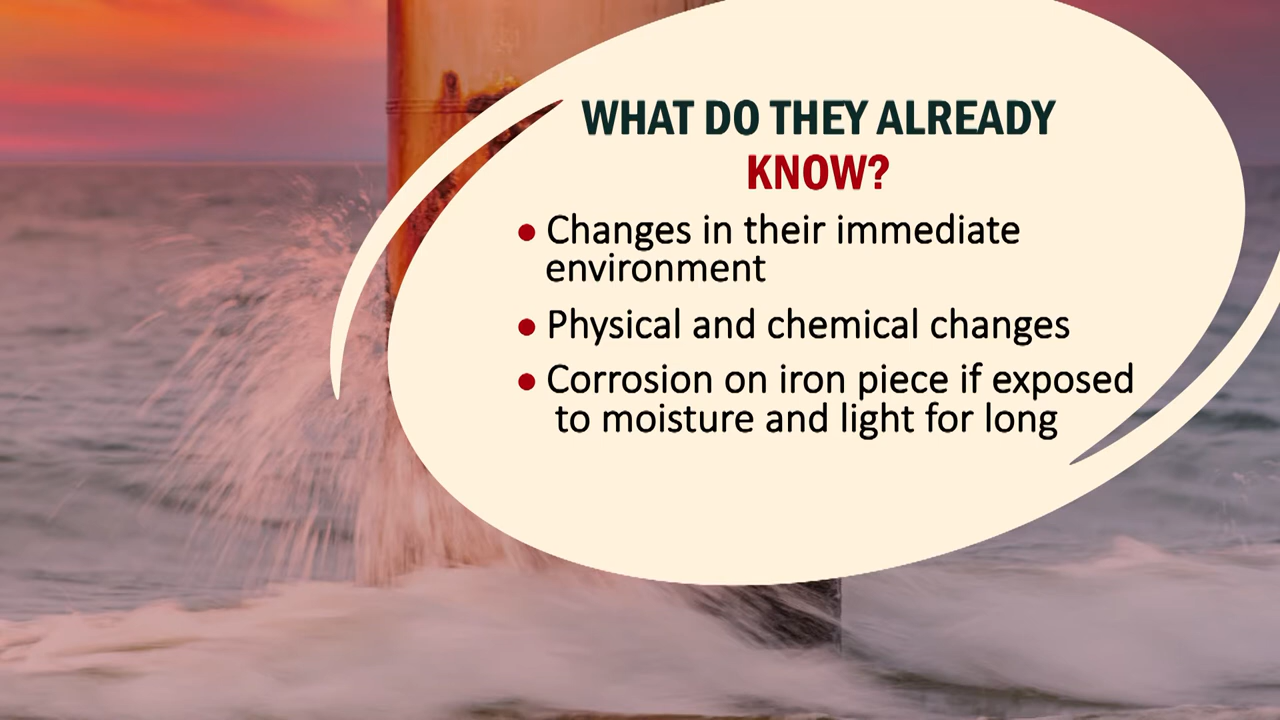 WHAT DO THEY ALREADY
KNOW?
• Changes in their immediate
environment
• Physical and chemical changes
• Corrosion on iron piece if exposed
to moisture and light for long